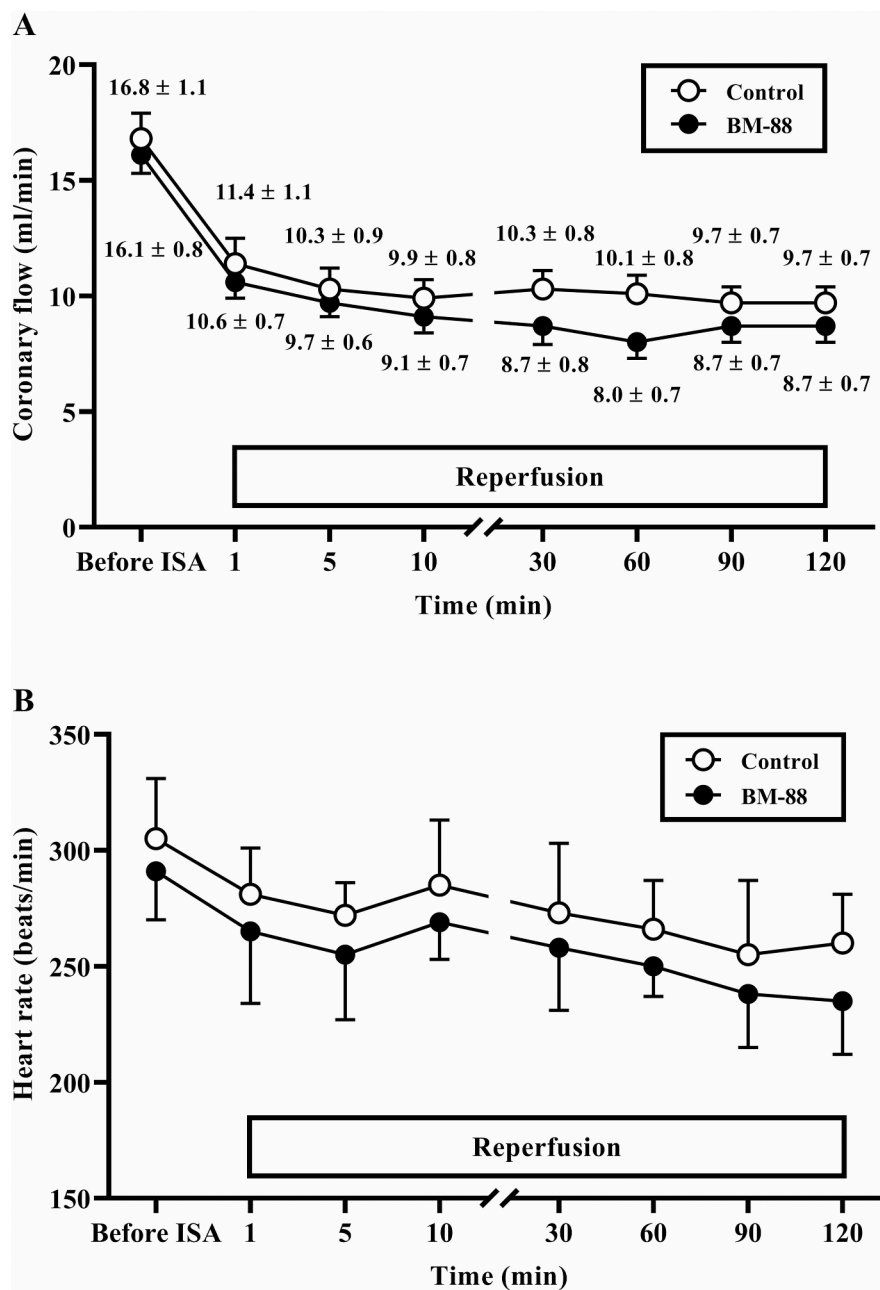 A
20
15
10
5
0
Coronary flow (ml/min)
16.8 ± 1.1
11.4 ± 1.1
10.3 ± 0.9
9.9 ± 0.8
10.3 ± 0.8
10.1 ± 0.8
9.7 ± 0.7
9.7 ± 0.7
16.1 ± 0.8
10.6 ± 0.7
9.7 ± 0.6
9.1 ± 0.7
8.7 ± 0.8
8.0 ± 0.7
8.7 ± 0.7
8.7 ± 0.7
Control
BM-88
Reperfusion
Before ISA 1 5 10 30 60 90 120
Time (min)
B
350
300
250
200
150
Heart rate (beats/min)
Control
BM-88
Reperfusion
Before ISA 1 5 10 30 60 90 120
Time (min)